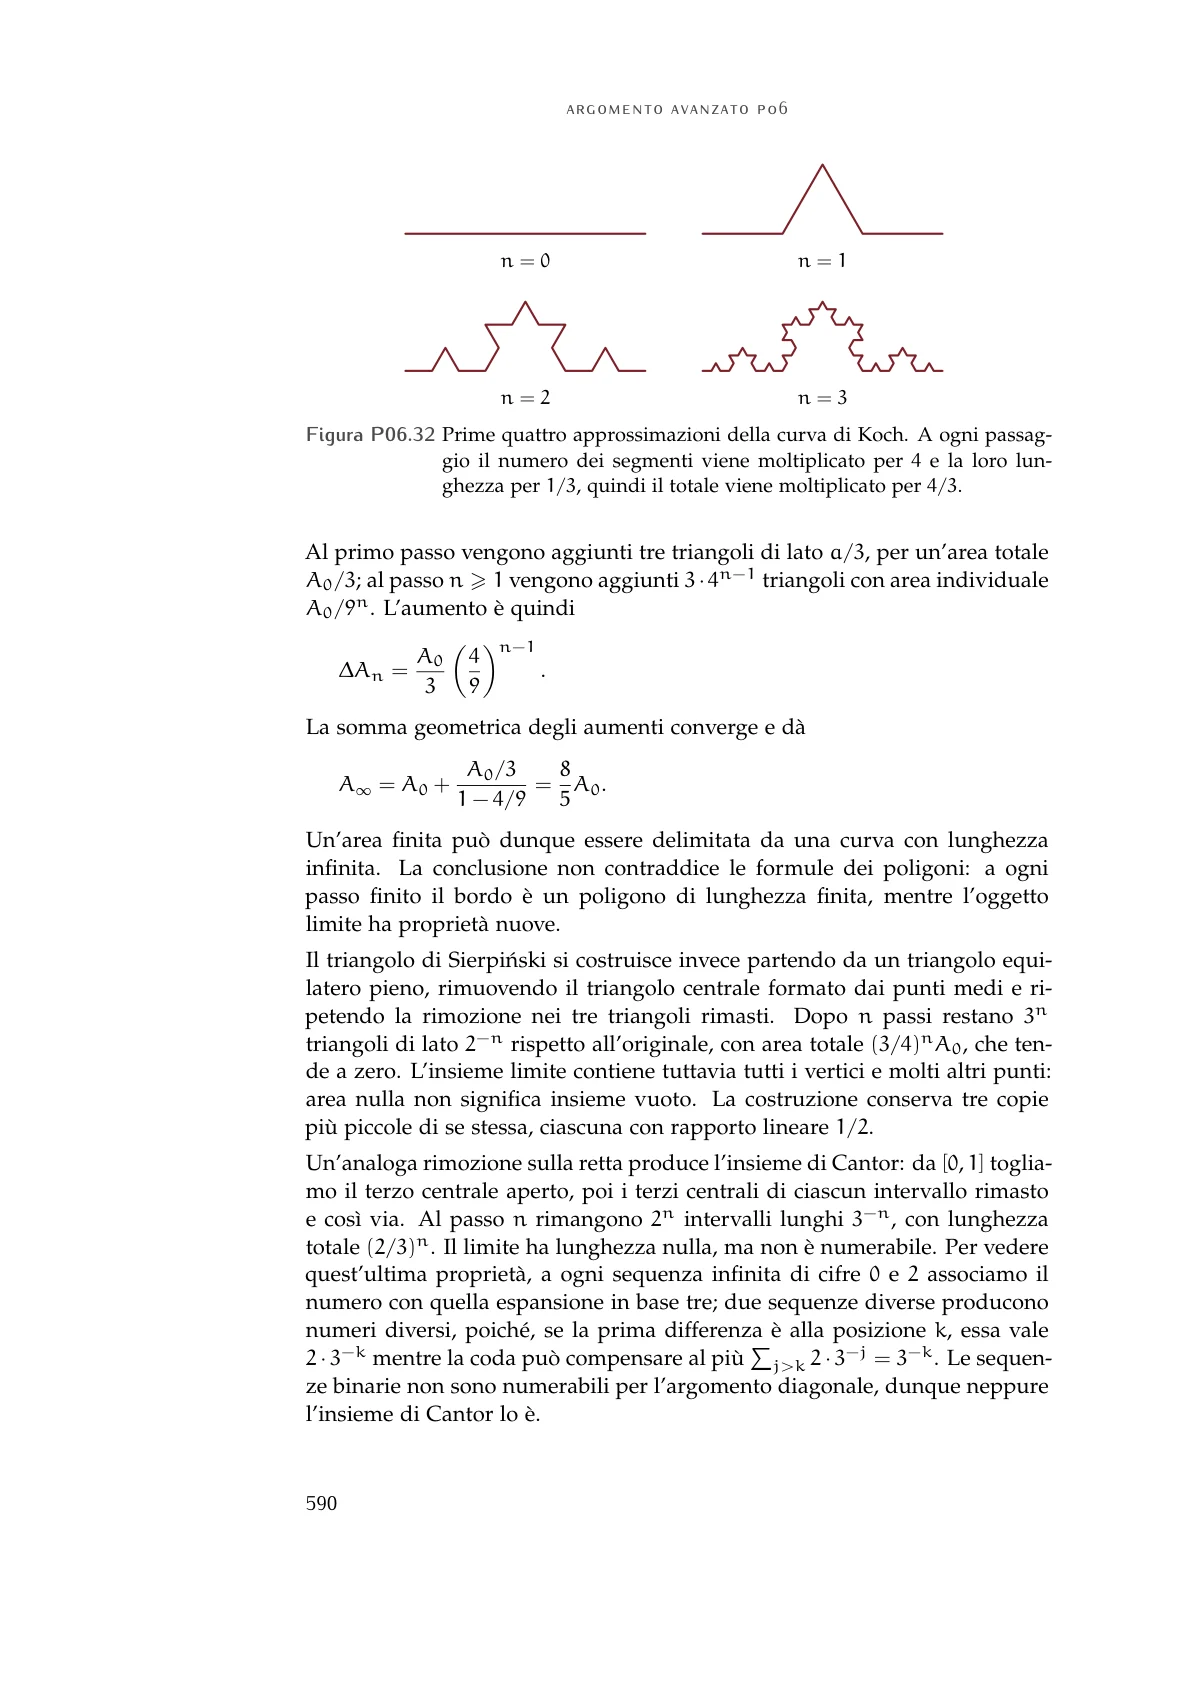 ARGOMENTO AVANZATO P06
n = 0
n = 1
n = 2
n = 3
Figura P06.32 Prime quattro approssimazioni della curva di Koch. A ogni passag-
gio il numero dei segmenti viene moltiplicato per 4 e la loro lun-
ghezza per 1/3, quindi il totale viene moltiplicato per 4/3.
Al primo passo vengono aggiunti tre triangoli di lato a/3, per un'area totale
A₀/3; al passo n ⩾ 1 vengono aggiunti 3 · 4ⁿ⁻¹ triangoli con area individuale
A₀/9ⁿ. L'aumento è quindi
ΔAₙ = A₀/3 (4/9)ⁿ⁻¹ .
La somma geometrica degli aumenti converge e dà
A∞ = A₀ + (A₀/3)/(1 − 4/9) = 8/5 A₀.
Un'area finita può dunque essere delimitata da una curva con lunghezza
infinita. La conclusione non contraddice le formule dei poligoni: a ogni
passo finito il bordo è un poligono di lunghezza finita, mentre l'oggetto
limite ha proprietà nuove.
Il triangolo di Sierpiński si costruisce invece partendo da un triangolo equi-
latero pieno, rimuovendo il triangolo centrale formato dai punti medi e ri-
petendo la rimozione nei tre triangoli rimasti. Dopo n passi restano 3ⁿ
triangoli di lato 2⁻ⁿ rispetto all'originale, con area totale (3/4)ⁿA₀, che ten-
de a zero. L'insieme limite contiene tuttavia tutti i vertici e molti altri punti:
area nulla non significa insieme vuoto. La costruzione conserva tre copie
più piccole di se stessa, ciascuna con rapporto lineare 1/2.
Un'analoga rimozione sulla retta produce l'insieme di Cantor: da [0, 1] toglia-
mo il terzo centrale aperto, poi i terzi centrali di ciascun intervallo rimasto
e così via. Al passo n rimangono 2ⁿ intervalli lunghi 3⁻ⁿ, con lunghezza
totale (2/3)ⁿ. Il limite ha lunghezza nulla, ma non è numerabile. Per vedere
quest'ultima proprietà, a ogni sequenza infinita di cifre 0 e 2 associamo il
numero con quella espansione in base tre; due sequenze diverse producono
numeri diversi, poiché, se la prima differenza è alla posizione k, essa vale
2 · 3⁻ᵏ mentre la coda può compensare al più ∑_{j>k} 2 · 3⁻ʲ = 3⁻ᵏ. Le sequen-
ze binarie non sono numerabili per l'argomento diagonale, dunque neppure
l'insieme di Cantor lo è.
590